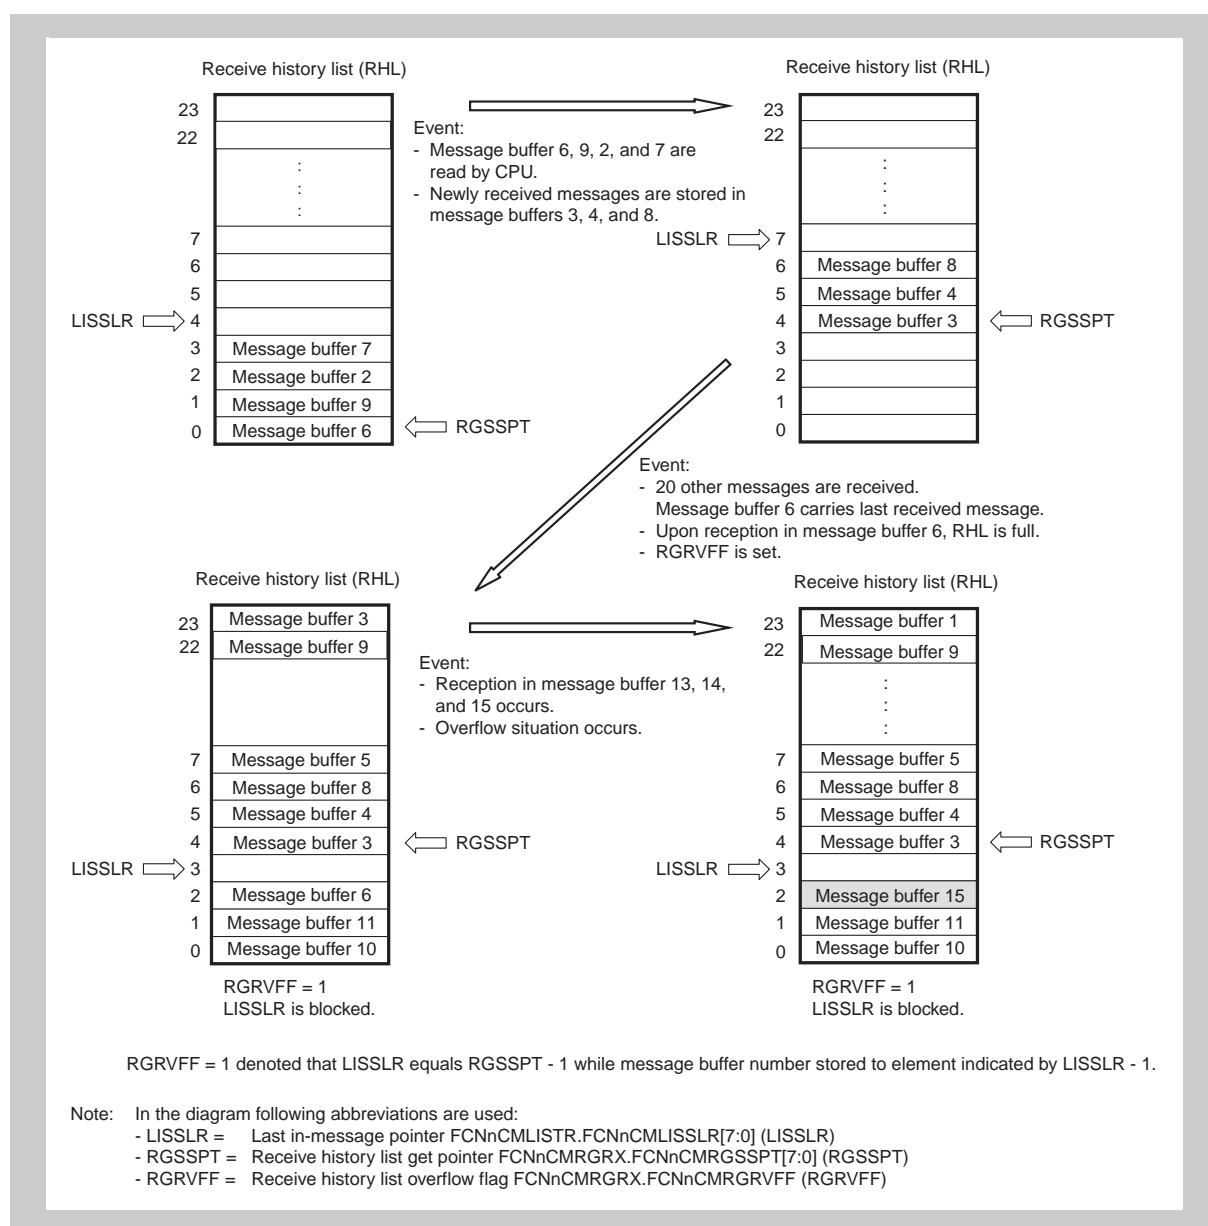 Receive history list (RHL)
23
22
:
:
:
7
6
5
LISSLR 4
3 Message buffer 7
2 Message buffer 2
1 Message buffer 9
0 Message buffer 6 RGSSPT
Event:
- Message buffer 6, 9, 2, and 7 are
read by CPU.
- Newly received messages are stored in
message buffers 3, 4, and 8.
Receive history list (RHL)
23
22
:
:
:
LISSLR 7
6 Message buffer 8
5 Message buffer 4
4 Message buffer 3 RGSSPT
3
2
1
0
Event:
- 20 other messages are received.
Message buffer 6 carries last received message.
- Upon reception in message buffer 6, RHL is full.
- RGRVFF is set.
Receive history list (RHL)
23 Message buffer 3
22 Message buffer 9
7 Message buffer 5
6 Message buffer 8
5 Message buffer 4
4 Message buffer 3 RGSSPT
LISSLR 3
2 Message buffer 6
1 Message buffer 11
0 Message buffer 10
RGRVFF = 1
LISSLR is blocked.
Event:
- Reception in message buffer 13, 14,
and 15 occurs.
- Overflow situation occurs.
Receive history list (RHL)
23 Message buffer 1
22 Message buffer 9
:
:
:
7 Message buffer 5
6 Message buffer 8
5 Message buffer 4
4 Message buffer 3 RGSSPT
LISSLR 3
2 Message buffer 15
1 Message buffer 11
0 Message buffer 10
RGRVFF = 1
LISSLR is blocked.
RGRVFF = 1 denoted that LISSLR equals RGSSPT - 1 while message buffer number stored to element indicated by LISSLR - 1.
Note: In the diagram following abbreviations are used:
- LISSLR = Last in-message pointer FCNnCMLISTR.FCNnCMLISSLR[7:0] (LISSLR)
- RGSSPT = Receive history list get pointer FCNnCMRGRX.FCNnCMRGSSPT[7:0] (RGSSPT)
- RGRVFF = Receive history list overflow flag FCNnCMRGRX.FCNnCMRGRVFF (RGRVFF)